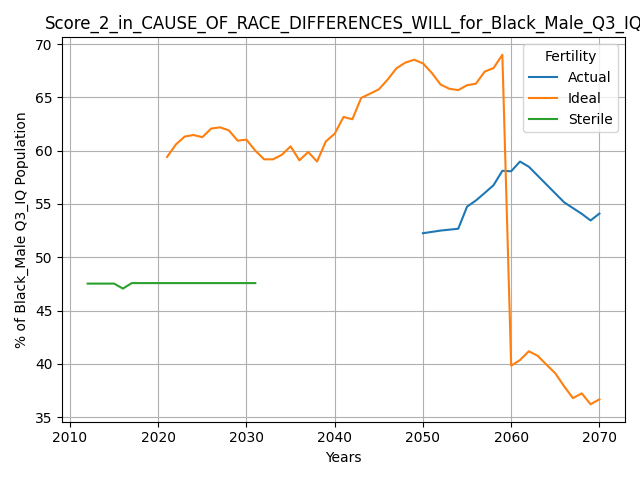 Score_2_in_CAUSE_OF_RACE_DIFFERENCES_WILL_for_Black_Male_Q3_IQ
% of Black_Male Q3_IQ Population
70
65
60
55
50
45
40
35
Fertility
Actual
Ideal
Sterile
2010 2020 2030 2040 2050 2060 2070
Years